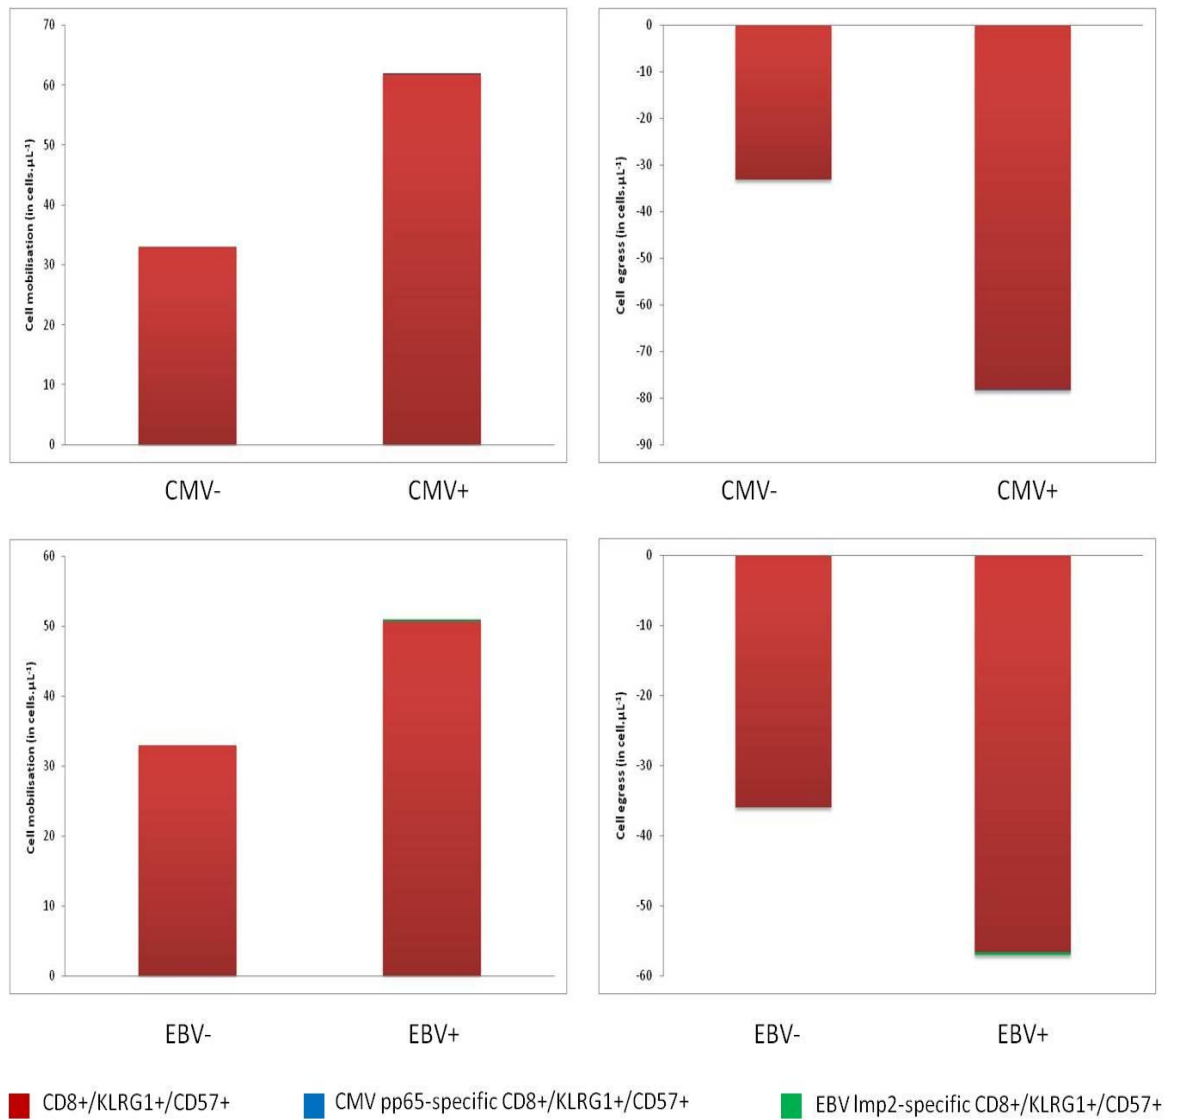 70
60
50
40
30
20
10
0
Cell mobilisation (in cells.µL⁻¹)
CMV-
CMV+
0
-10
-20
-30
-40
-50
-60
-70
-80
-90
Cell egress (in cells.µL⁻¹)
CMV-
CMV+
60
50
40
30
20
10
0
Cell mobilisation (in cells.µL⁻¹)
EBV-
EBV+
0
-10
-20
-30
-40
-50
-60
Cell egress (in cell.µL⁻¹)
EBV-
EBV+
CD8+/KLRG1+/CD57+
CMV pp65-specific CD8+/KLRG1+/CD57+
EBV lmp2-specific CD8+/KLRG1+/CD57+